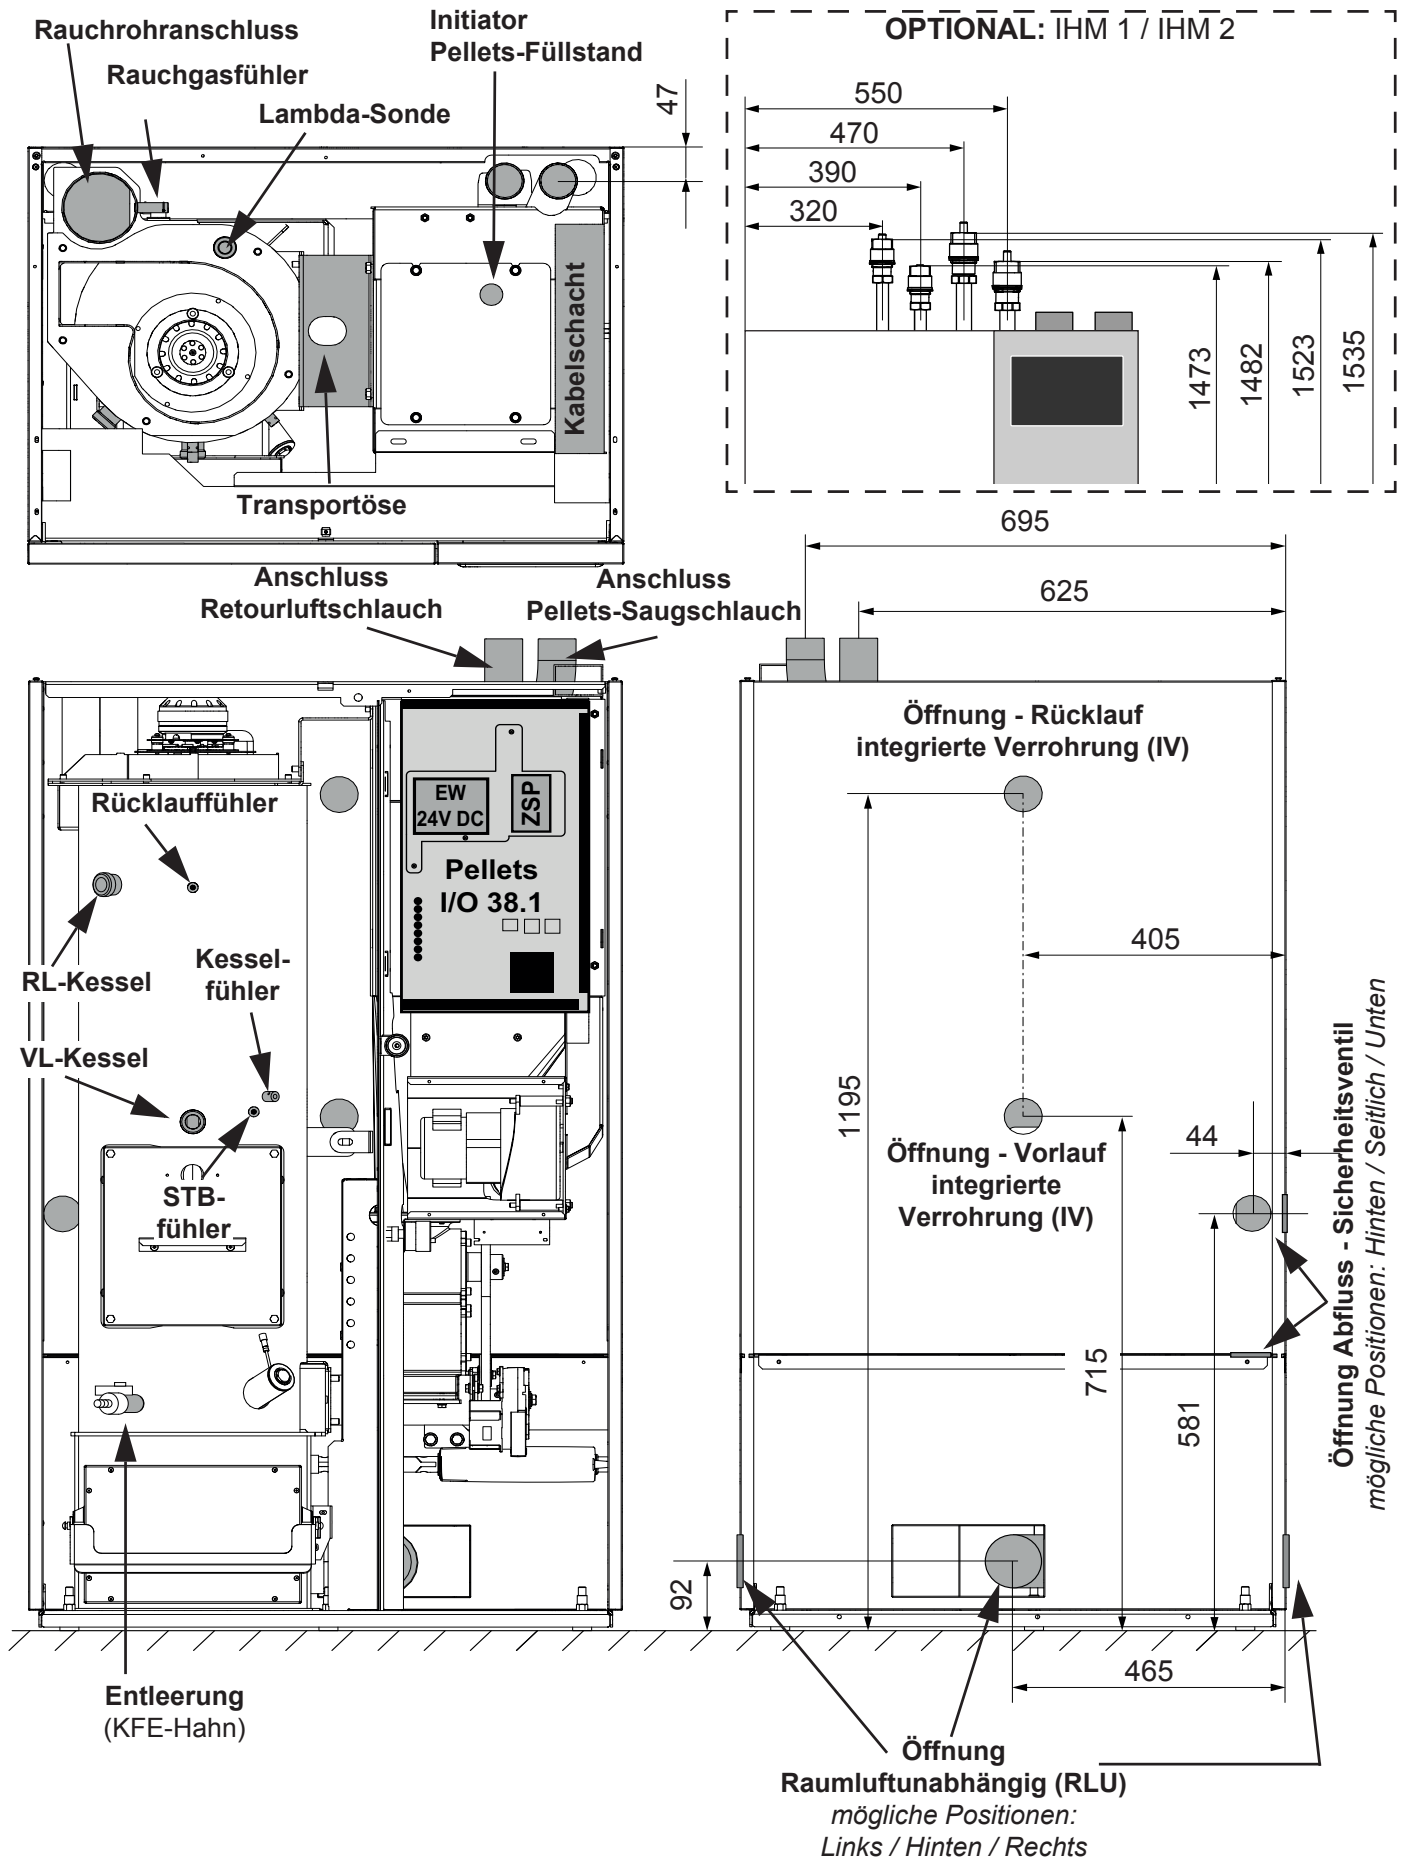 Rauchrohranschluss
Rauchgasfühler
Lambda-Sonde
Initiator
Pellets-Füllstand
47
Kabelschacht
Transportöse
OPTIONAL: IHM 1 / IHM 2
550
470
390
320
1473
1482
1523
1535
Anschluss
Retourluftschlauch
Anschluss
Pellets-Saugschlauch
EW
24V DC
ZSP
Pellets
I/O 38.1
Rücklauffühler
RL-Kessel
Kessel-
fühler
VL-Kessel
STB-
fühler
Entleerung
(KFE-Hahn)
695
625
Öffnung - Rücklauf
integrierte Verrohrung (IV)
405
1195
Öffnung - Vorlauf
integrierte
Verrohrung (IV)
44
715
581
92
465
Öffnung Abfluss - Sicherheitsventil
mögliche Positionen: Hinten / Seitlich / Unten
Öffnung
Raumluftunabhängig (RLU)
mögliche Positionen:
Links / Hinten / Rechts